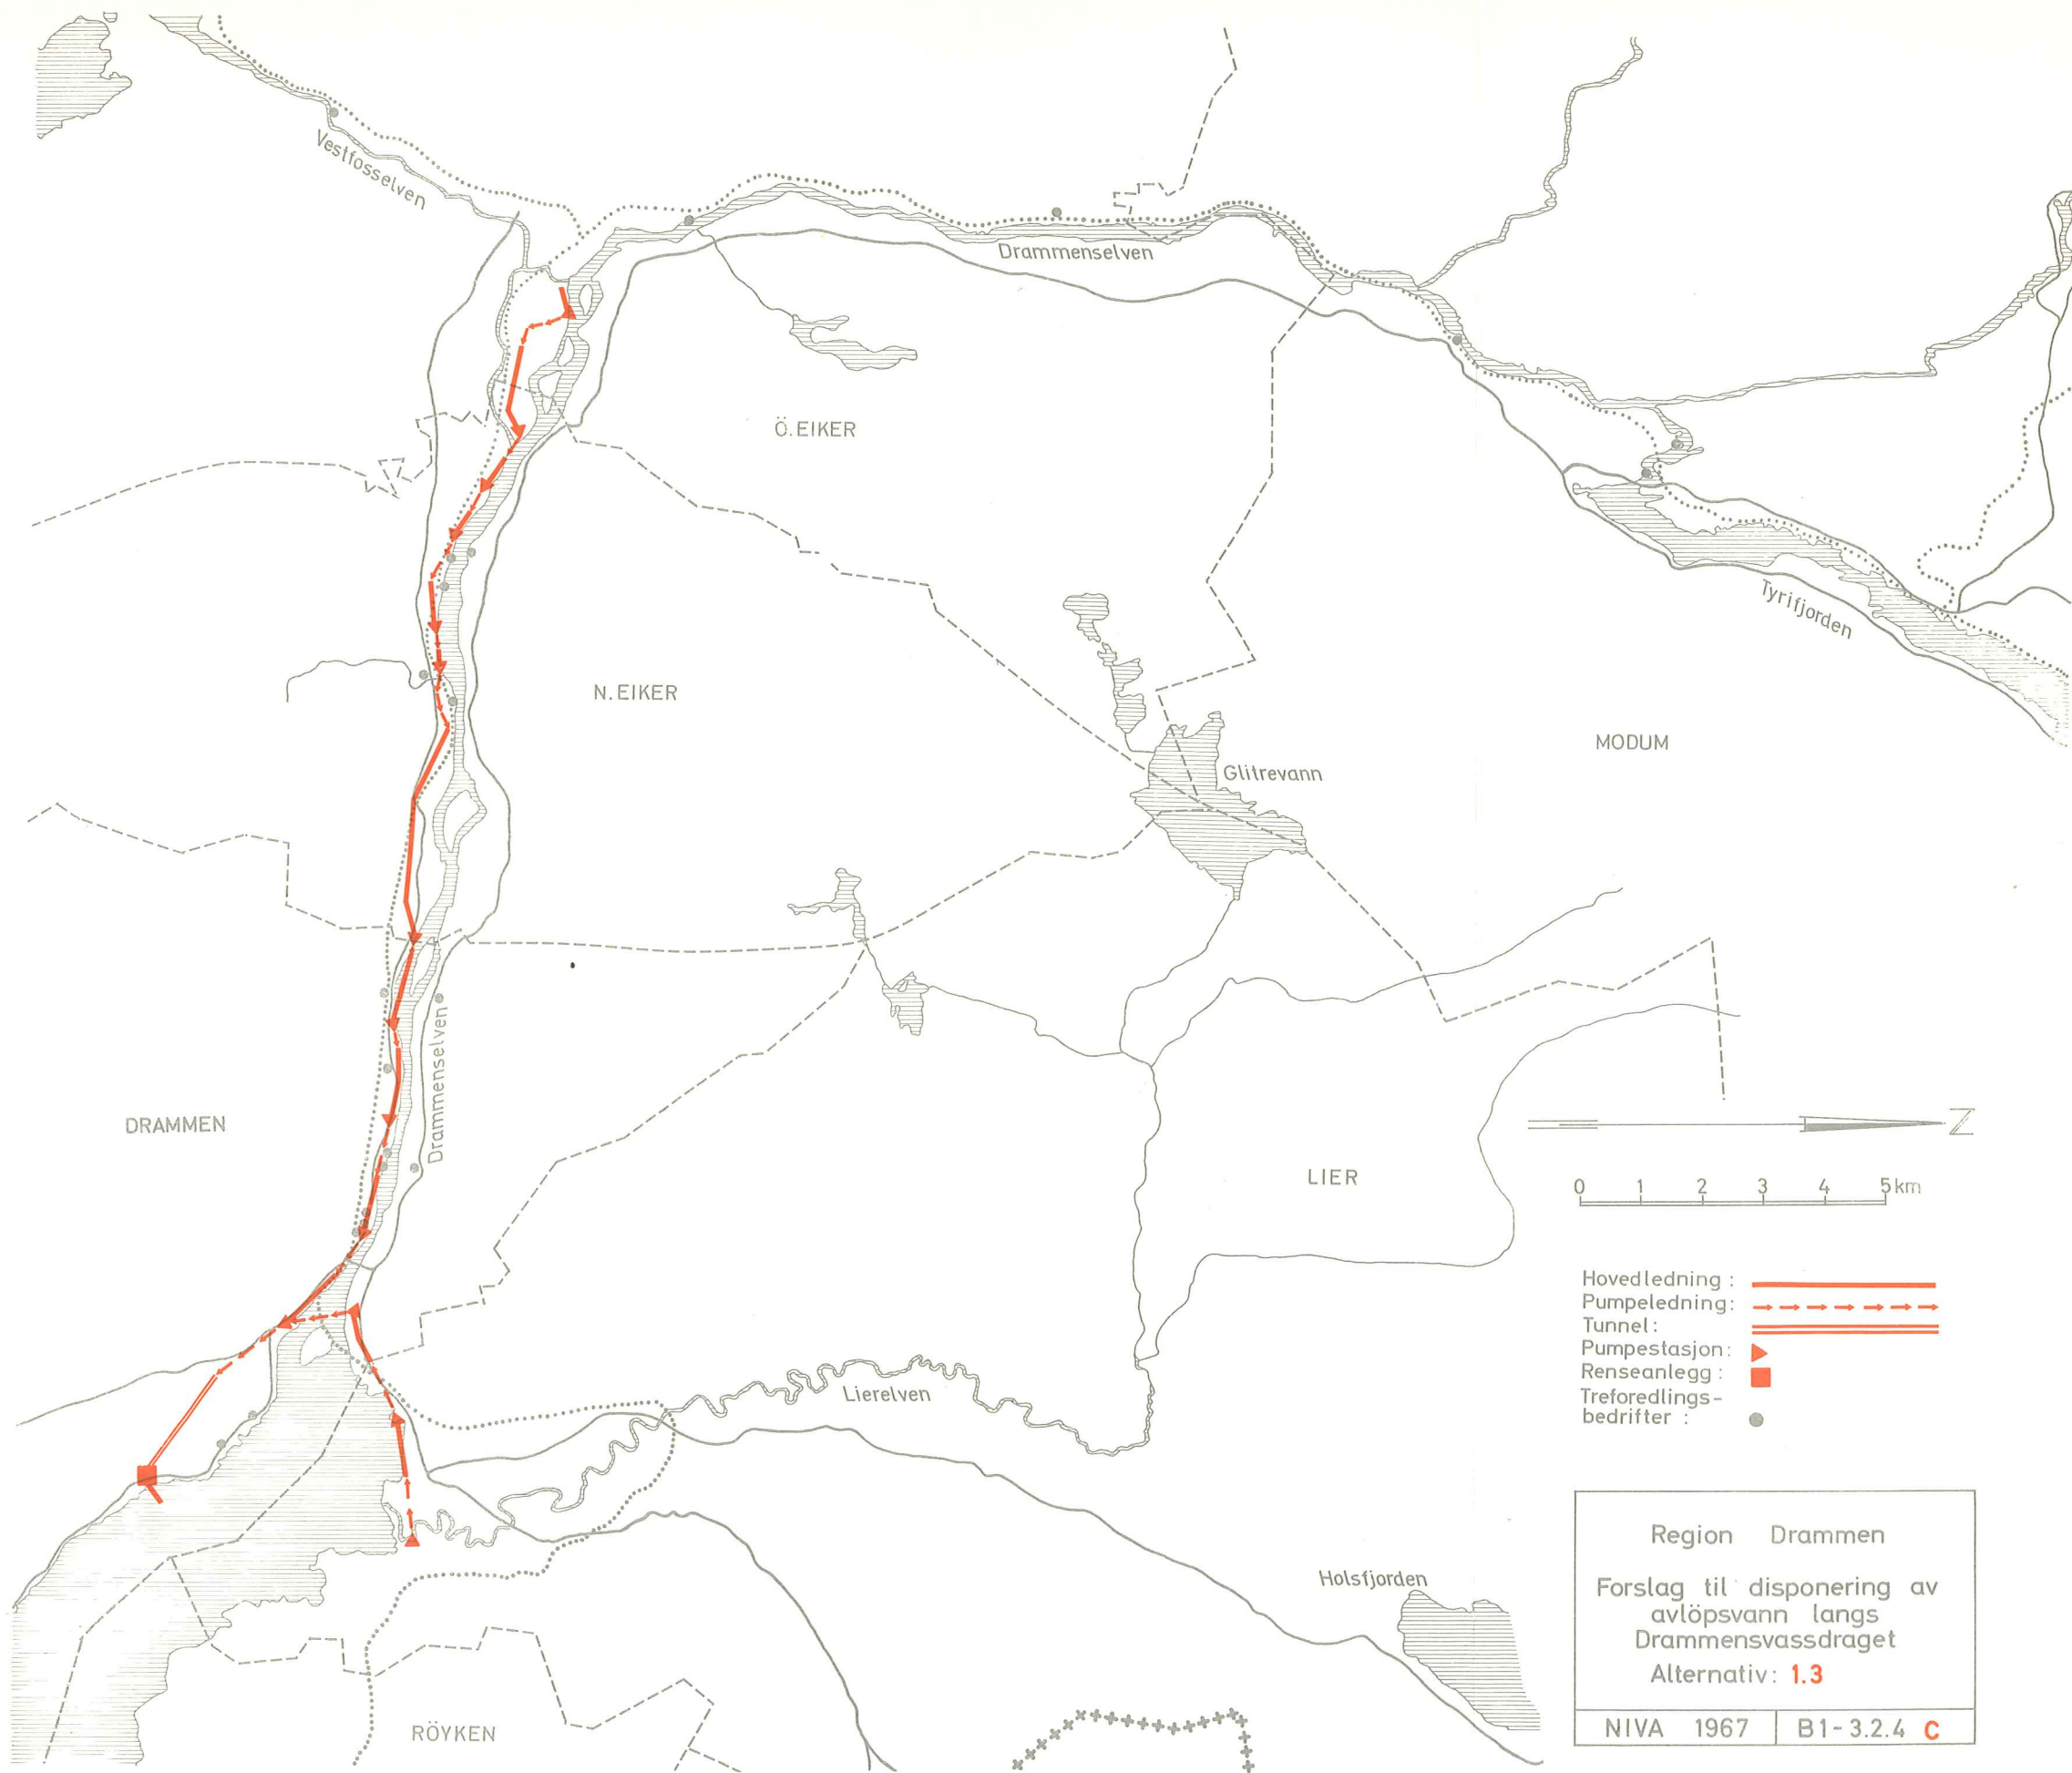 Vestfosselven
Drammenselven
Ö.EIKER
Tyrifjorden
N.EIKER
MODUM
Glitrevann
Drammenselven
DRAMMEN
LIER
Z
0 1 2 3 4 5 km
Hovedledning :
Pumpeledning:
Tunnel :
Pumpestasjon:
Renseanlegg :
Treforedlings-
bedrifter :
Lierelven
Holsfjorden
RÖYKEN
Region Drammen
Forslag til disponering av
avlöpsvann langs
Drammensvassdraget
Alternativ: 1.3
NIVA 1967 B1-3.2.4 C